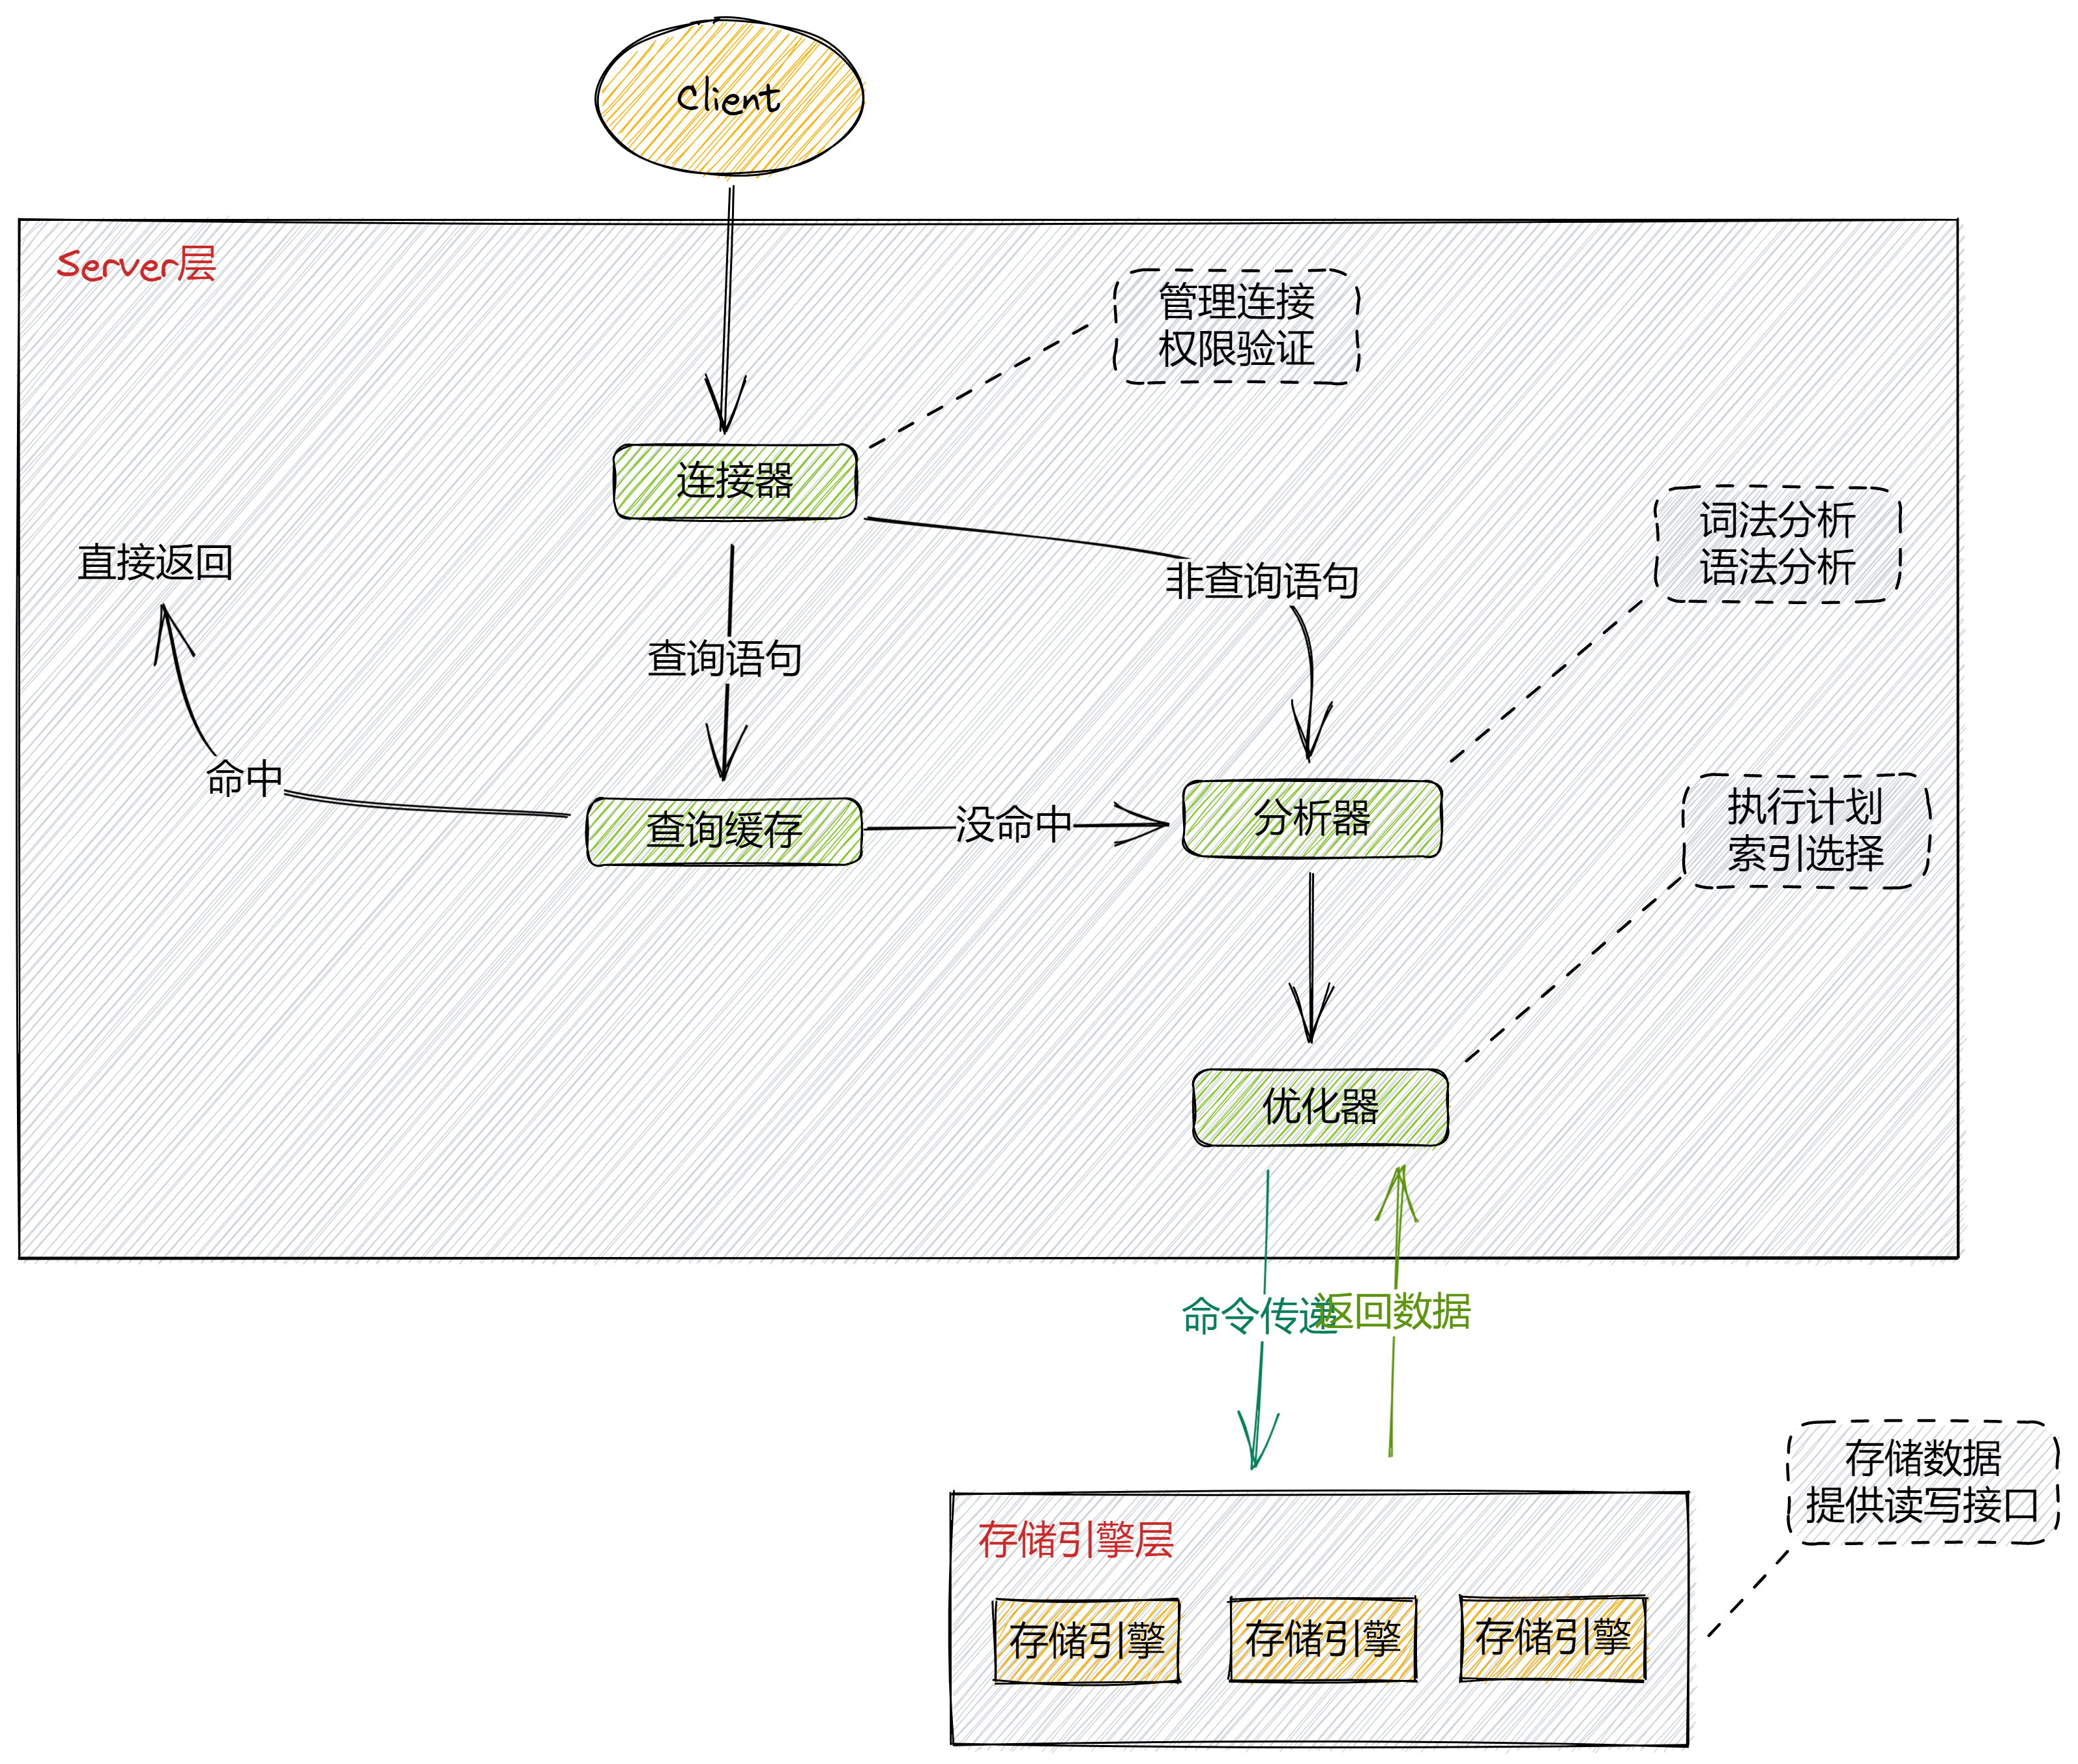 Client
Server层
管理连接
权限验证
连接器
词法分析
语法分析
直接返回
非查询语句
查询语句
命中
查询缓存
没命中
分析器
执行计划
索引选择
优化器
命令传递
返回数据
存储数据
提供读写接口
存储引擎层
存储引擎
存储引擎
存储引擎